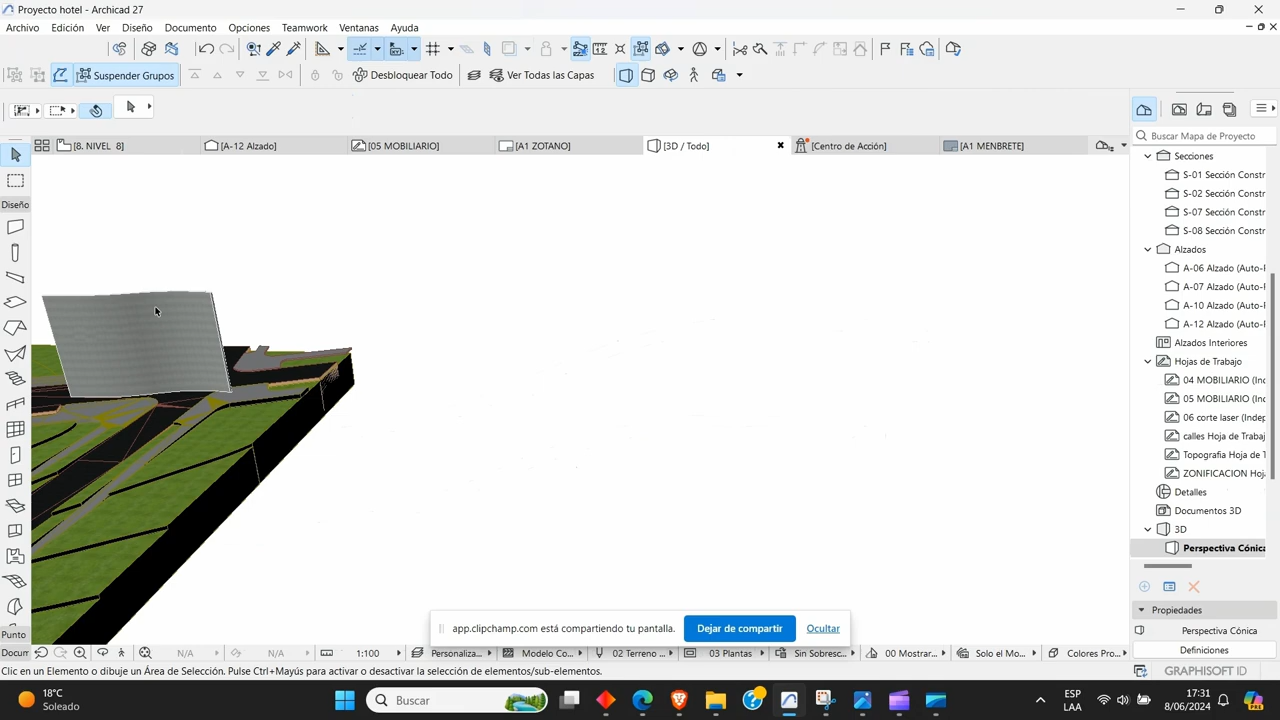 Proyecto hotel - Archicad 27
Archivo Edición Ver Diseño Opciones Documento Teamwork Ventanas Ayuda
Suspender Grupos Desbloquear Todo Ver Todas las Capas
[8. NIVEL 8] [A-12 Alzado] [05 MOBILIARIO] [A1 ZOTANO] [3D / Todo] [Centro de Acción] [A1 MENBRETE]
Buscar Mapa de Proyecto
Secciones
S-01 Sección Constr
S-02 Sección Constr
S-07 Sección Constr
S-08 Sección Constr
Alzados
A-06 Alzado (Auto-
A-07 Alzado (Auto-
A-10 Alzado (Auto-
A-12 Alzado (Auto-
Alzados Interiores
Hojas de Trabajo
04 MOBILIARIO (Ind
05 MOBILIARIO (Ind
06 corte laser (Indep
calles Hoja de Trabaj
Topografia Hoja de T
ZONIFICACION Hoj
Detalles
Documentos 3D
3D
Perspectiva Cónica
Propiedades
Perspectiva Cónica
Definiciones
GRAPHISOFT ID
Diseño
Punto
Docum
app.clipchamp.com está compartiendo tu pantalla. Dejar de compartir Ocultar
N/A N/A 1:100 Personaliza... Modelo Co... 02 Terreno ... 03 Plantas Sin Sobresc... 00 Mostrar... Solo el Mo... Colores Pro...
Clic en un Elemento o dibuje un Área de Selección. Pulse Ctrl+Mayús para activar o desactivar la selección de elementos/sub-elementos.
18°C
Soleado
Buscar
ESP
LAA
17:31
8/06/2024